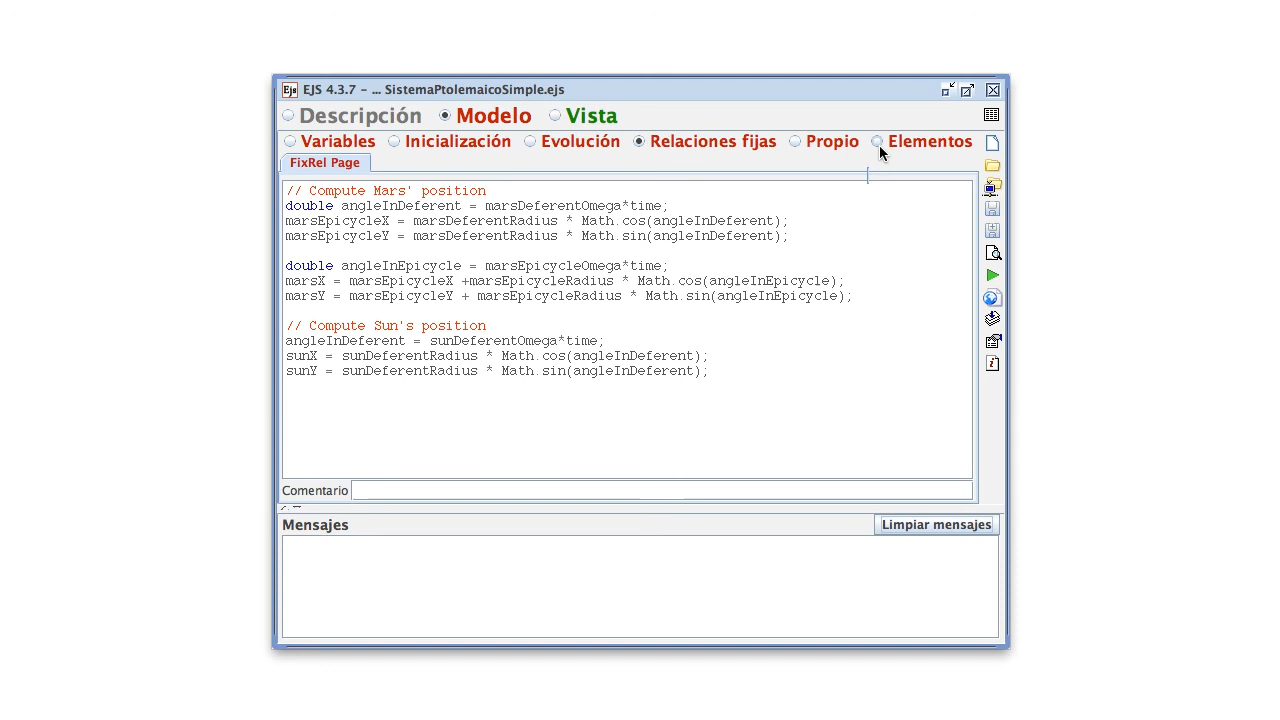 Ejs EJS 4.3.7 - ... SistemaPtolemaicoSimple.ejs
Descripción Modelo Vista
Variables Inicialización Evolución Relaciones fijas Propio Elementos
FixRel Page
// Compute Mars' position
double angleInDeferent = marsDeferentOmega*time;
marsEpicycleX = marsDeferentRadius * Math.cos(angleInDeferent);
marsEpicycleY = marsDeferentRadius * Math.sin(angleInDeferent);
double angleInEpicycle = marsEpicycleOmega*time;
marsX = marsEpicycleX +marsEpicycleRadius * Math.cos(angleInEpicycle);
marsY = marsEpicycleY + marsEpicycleRadius * Math.sin(angleInEpicycle);
// Compute Sun's position
angleInDeferent = sunDeferentOmega*time;
sunX = sunDeferentRadius * Math.cos(angleInDeferent);
sunY = sunDeferentRadius * Math.sin(angleInDeferent);
Comentario
Mensajes Limpiar mensajes